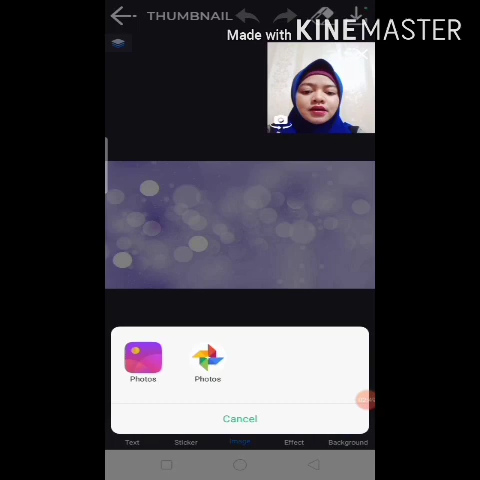 THUMBNAIL
Made with KINEMASTER
Photos
Photos
Cancel
Text
Sticker
Image
Effect
Background